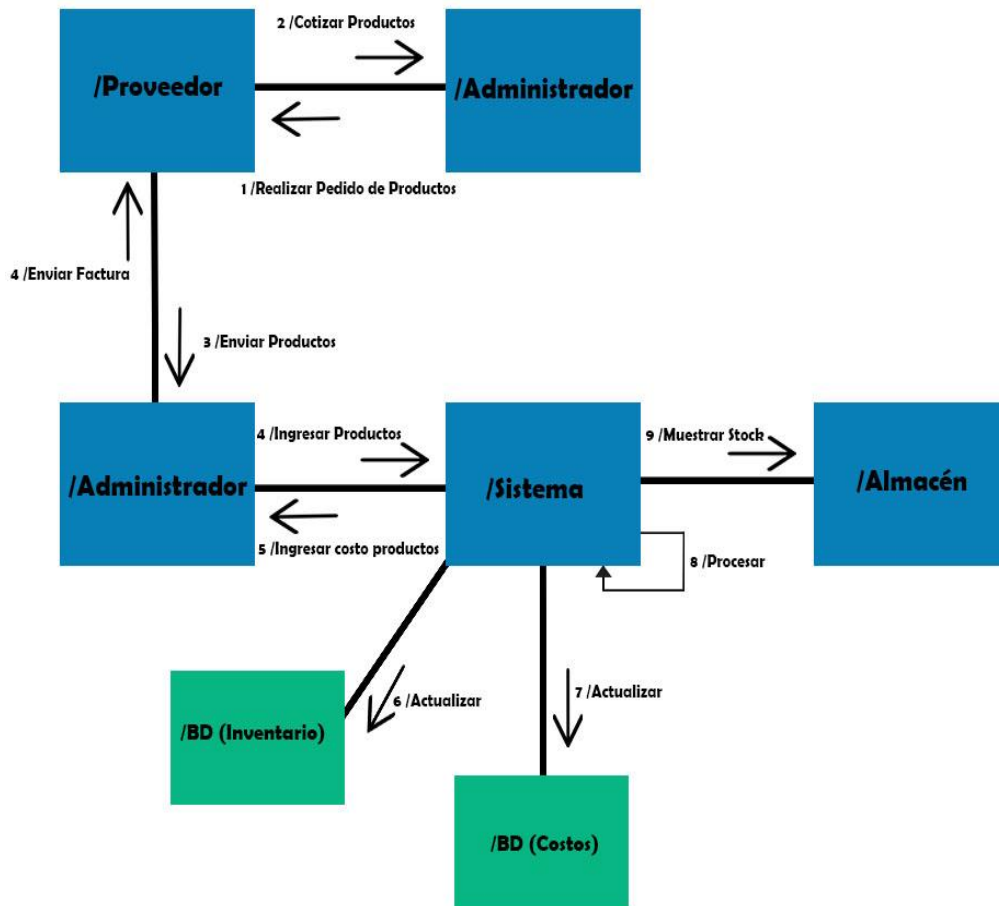 2 /Cotizar Productos
/Proveedor
/Administrador
1 /Realizar Pedido de Productos
4 /Enviar Factura
3 /Enviar Productos
4 /Ingresar Productos
9 /Muestrar Stock
/Administrador
/Sistema
/Almacén
5 /Ingresar costo productos
8 /Procesar
6 /Actualizar
7 /Actualizar
/BD (Inventario)
/BD (Costos)